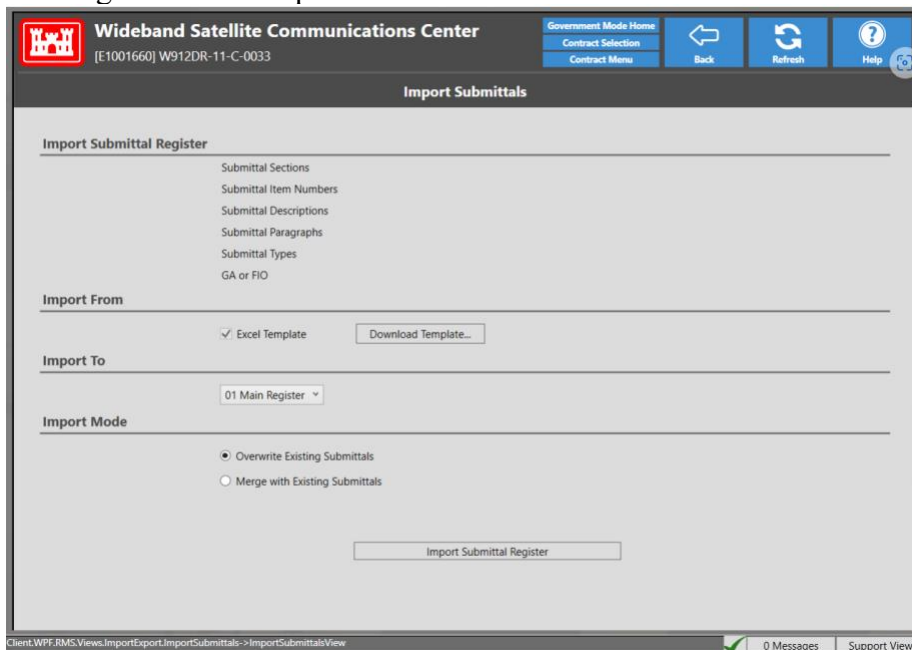 Wideband Satellite Communications Center
[E1001660] W912DR-11-C-0033
Government Mode Home
Contract Selection
Contract Menu
Back
Refresh
Help
Import Submittals
Import Submittal Register
Submittal Sections
Submittal Item Numbers
Submittal Descriptions
Submittal Paragraphs
Submittal Types
GA or FIO
Import From
Excel Template
Download Template...
Import To
01 Main Register
Import Mode
Overwrite Existing Submittals
Merge with Existing Submittals
Import Submittal Register
Client.WPF.RMS.Views.ImportExport.ImportSubmittals->ImportSubmittalsView
0 Messages
Support View